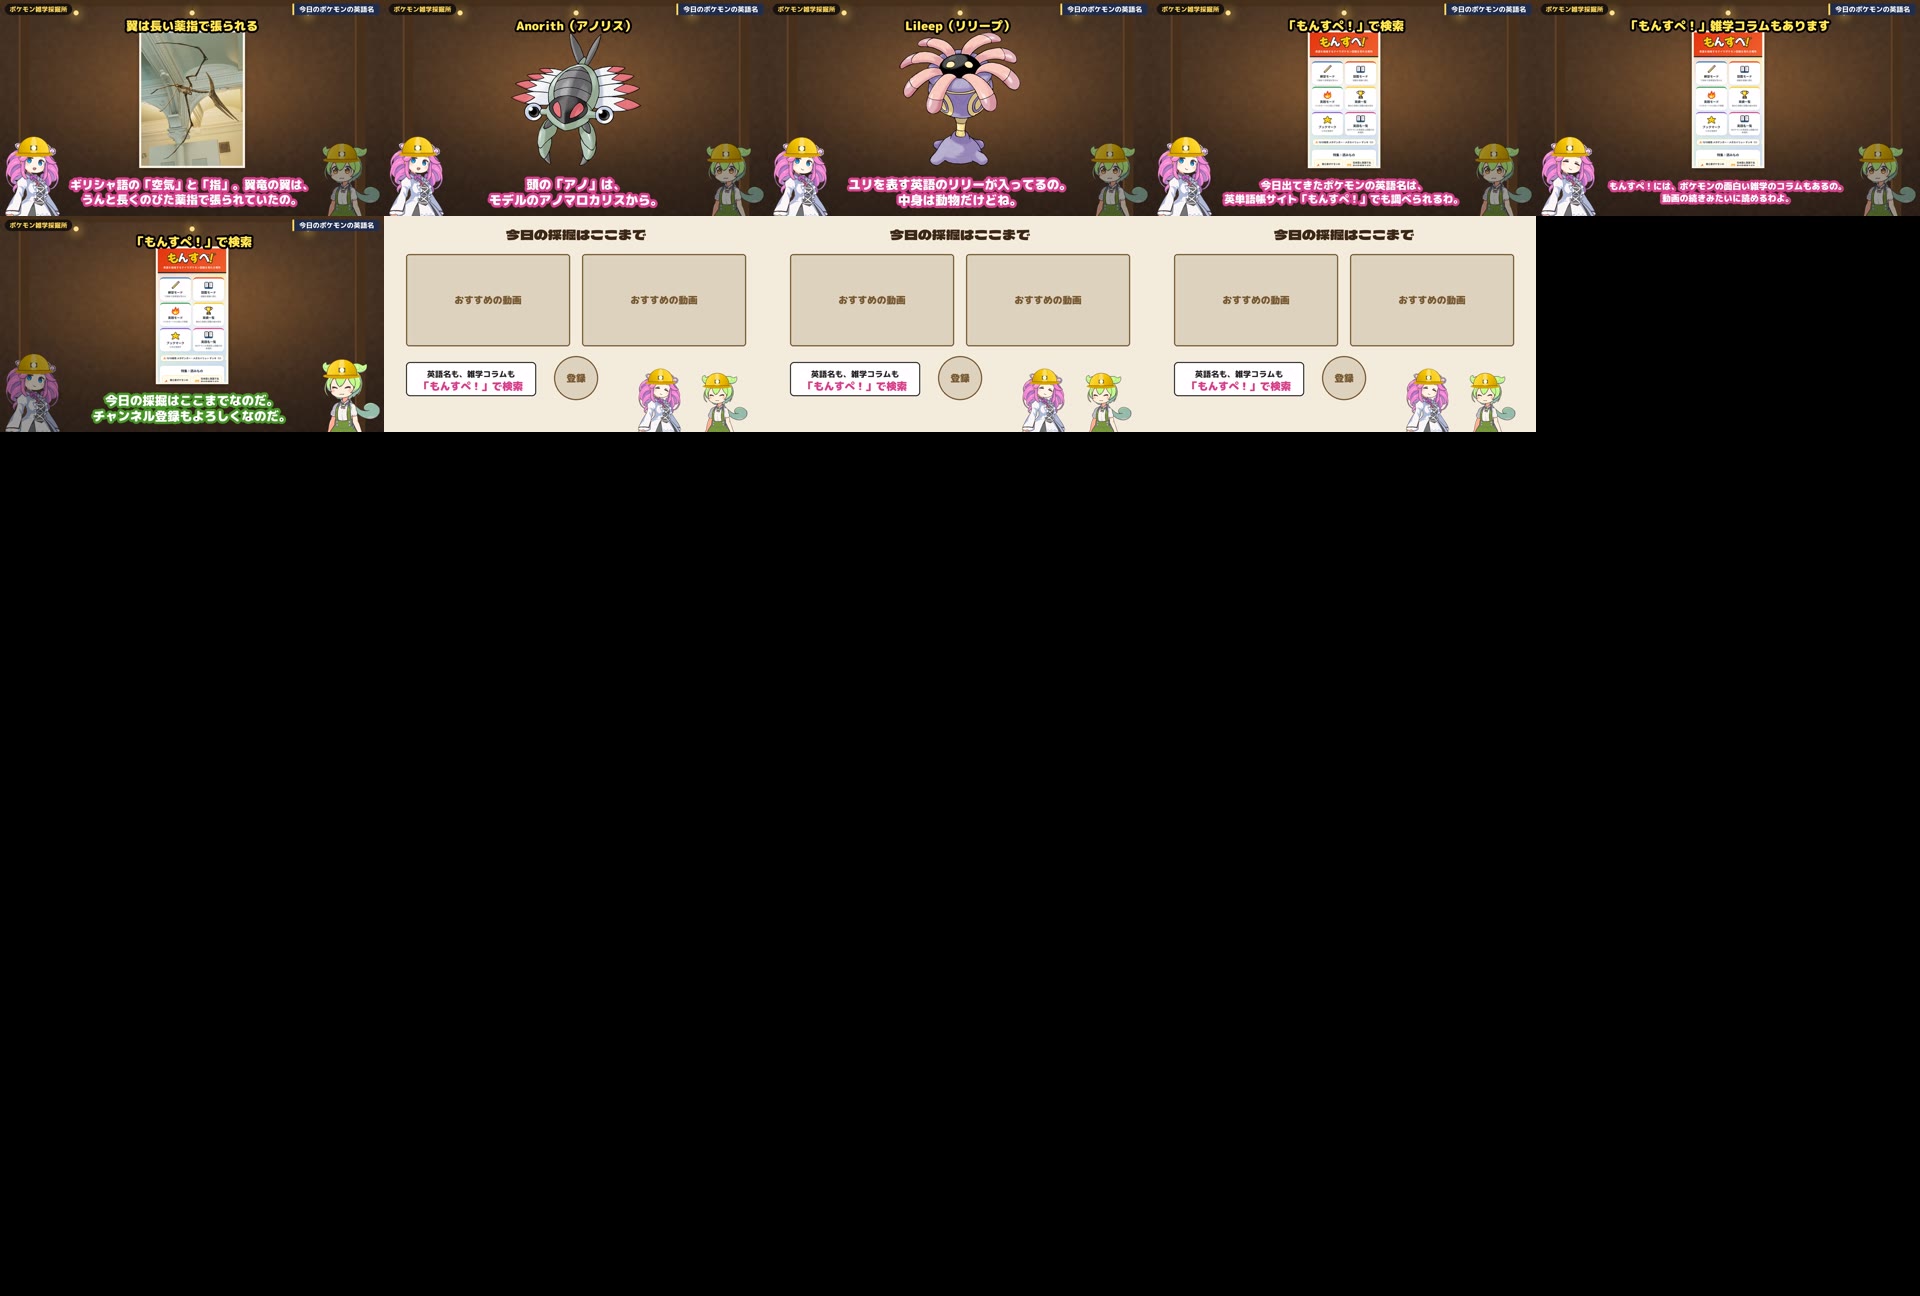 ポケモン雑学採掘所
今日のポケモンの英語名
翼は長い薬指で張られる
ギリシャ語の「空気」と「指」。翼竜の翼は、
うんと長くのびた薬指で張られていたの。
ポケモン雑学採掘所
今日のポケモンの英語名
Anorith（アノリス）
頭の「アノ」は、
モデルのアノマロカリスから。
ポケモン雑学採掘所
今日のポケモンの英語名
Lileep（リリープ）
ユリを表す英語のリリーが入ってるの。
中身は動物だけどね。
ポケモン雑学採掘所
今日のポケモンの英語名
「もんすぺ！」で検索
もんすぺ!
今日出てきたポケモンの英語名は、
英単語帳サイト「もんすぺ！」でも調べられるわ。
ポケモン雑学採掘所
今日のポケモンの英語名
「もんすぺ！」雑学コラムもあります
もんすぺ!
もんすぺ！には、ポケモンの面白い雑学のコラムもあるの。
動画の続きみたいに読めるわよ。
ポケモン雑学採掘所
今日のポケモンの英語名
「もんすぺ！」で検索
もんすぺ!
今日の採掘はここまでなのだ。
チャンネル登録もよろしくなのだ。
今日の採掘はここまで
おすすめの動画
おすすめの動画
英語名も、雑学コラムも
「もんすぺ！」で検索
登録
今日の採掘はここまで
おすすめの動画
おすすめの動画
英語名も、雑学コラムも
「もんすぺ！」で検索
登録
今日の採掘はここまで
おすすめの動画
おすすめの動画
英語名も、雑学コラムも
「もんすぺ！」で検索
登録